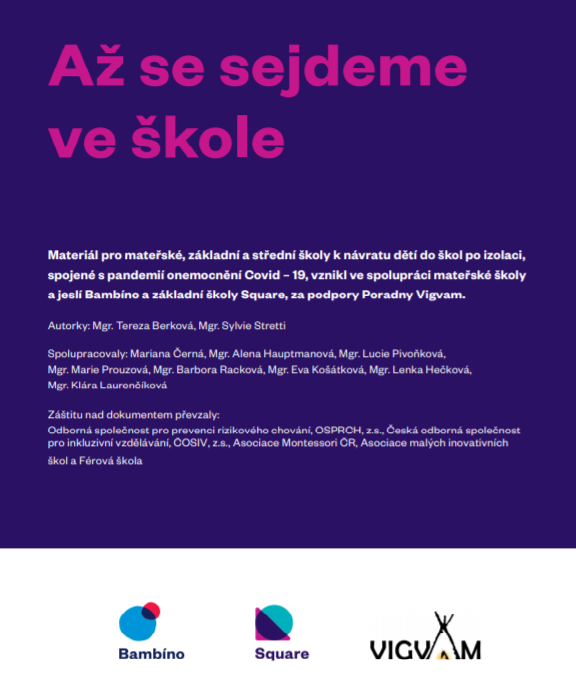 Až se sejdeme
ve škole
Materiál pro mateřské, základní a střední školy k návratu dětí do škol po izolaci,
spojené s pandemií onemocnění Covid – 19, vznikl ve spolupráci mateřské školy
a jeslí Bambíno a základní školy Square, za podpory Poradny Vigvam.
Autorky: Mgr. Tereza Berková, Mgr. Sylvie Stretti
Spolupracovaly: Mariana Černá, Mgr. Alena Hauptmanová, Mgr. Lucie Pivoňková,
Mgr. Marie Prouzová, Mgr. Barbora Racková, Mgr. Eva Košátková, Mgr. Lenka Hečková,
Mgr. Klára Laurenčíková
Záštitu nad dokumentem převzaly:
Odborná společnost pro prevenci rizikového chování, OSPRCH, z.s., Česká odborná společnost
pro inkluzivní vzdělávání, ČOSIV, z.s., Asociace Montessori ČR, Asociace malých inovativních
škol a Férová škola
Bambíno Square VIGVAM